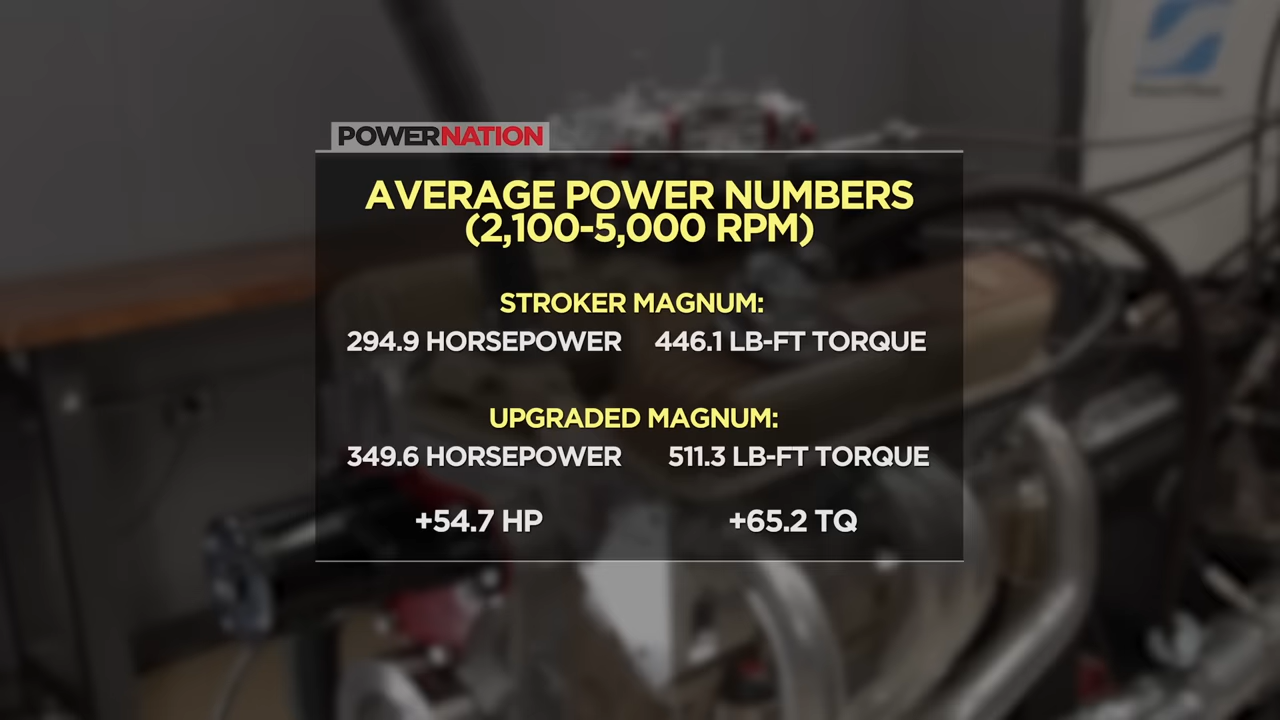 POWERNATION
AVERAGE POWER NUMBERS
(2,100-5,000 RPM)
STROKER MAGNUM:
294.9 HORSEPOWER 446.1 LB-FT TORQUE
UPGRADED MAGNUM:
349.6 HORSEPOWER 511.3 LB-FT TORQUE
+54.7 HP +65.2 TQ